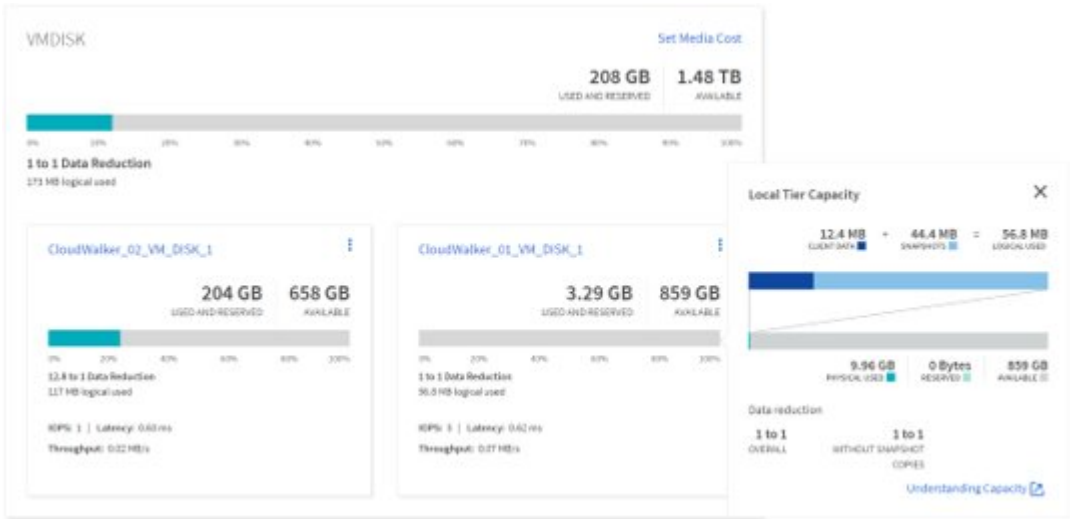 VMDISK
Set Media Cost
208 GB 1.48 TB
USED AND RESERVED AVAILABLE
0% 10% 20% 30% 40% 50% 60% 70% 80% 90% 100%
1 to 1 Data Reduction
173 MB logical used
CloudWalker_02_VM_DISK_1
204 GB 658 GB
USED AND RESERVED AVAILABLE
0% 20% 40% 60% 80% 100%
12.8 to 1 Data Reduction
117 MB logical used
IOPS: 1 | Latency: 0.60 ms
Throughput: 0.02 MB/s
CloudWalker_01_VM_DISK_1
3.29 GB 859 GB
USED AND RESERVED AVAILABLE
0% 20% 40% 60% 80% 100%
1 to 1 Data Reduction
56.8 MB logical used
IOPS: 3 | Latency: 0.62 ms
Throughput: 0.07 MB/s
Local Tier Capacity
12.4 MB + 44.4 MB = 56.8 MB
CLIENT DATA SNAPSHOTS LOGICAL USED
9.96 GB 0 Bytes 859 GB
PHYSICAL USED RESERVED AVAILABLE
Data reduction
1 to 1 1 to 1
OVERALL WITHOUT SNAPSHOT
COPIES
Understanding Capacity